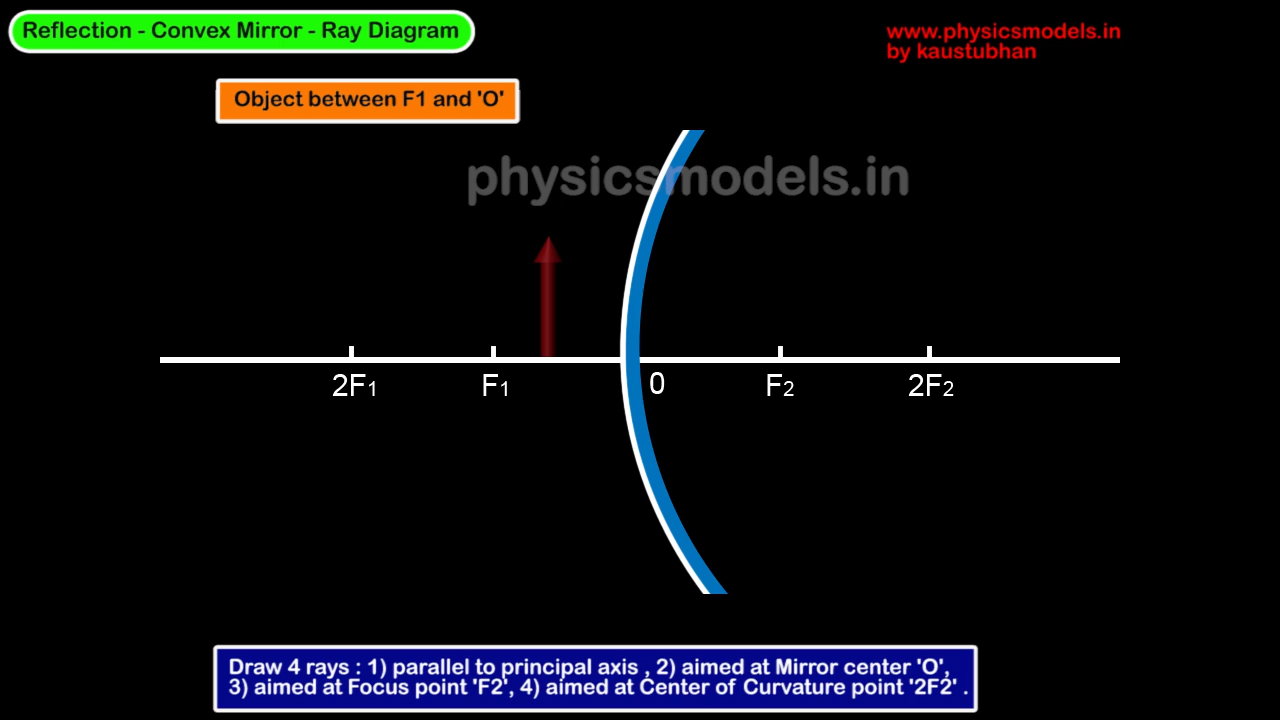 Reflection - Convex Mirror - Ray Diagram
www.physicsmodels.in
by kaustubhan
Object between F1 and 'O'
physicsmodels.in
2F1 F1 0 F2 2F2
Draw 4 rays : 1) parallel to principal axis , 2) aimed at Mirror center 'O',
3) aimed at Focus point 'F2', 4) aimed at Center of Curvature point '2F2' .